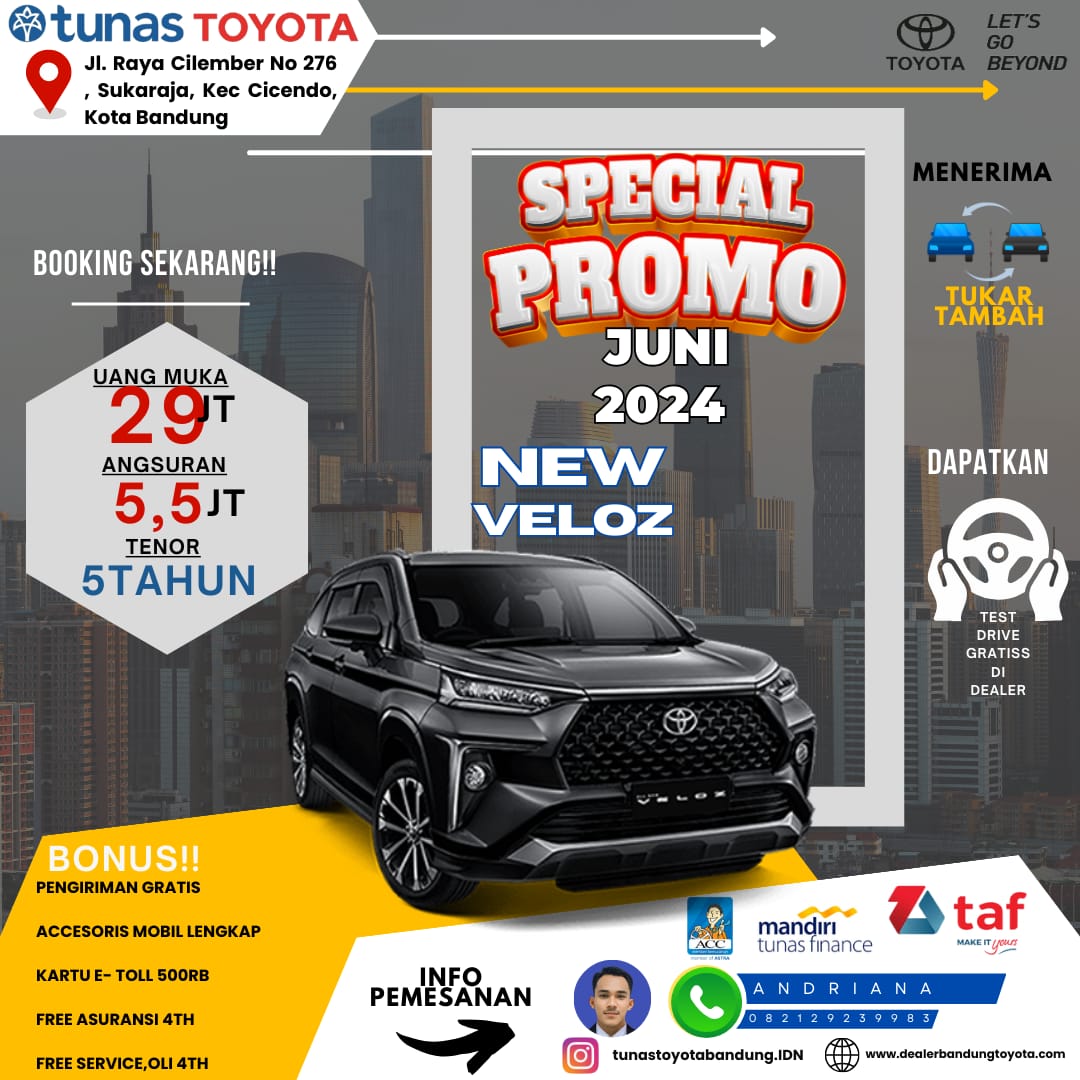 tunas TOYOTA
Jl. Raya Cilember No 276
, Sukaraja, Kec Cicendo,
Kota Bandung
TOYOTA
LET'S
GO
BEYOND
SPECIAL
PROMO
JUNI
2024
NEW
VELOZ
MENERIMA
TUKAR
TAMBAH
BOOKING SEKARANG!!
UANG MUKA
29JT
ANGSURAN
5,5JT
TENOR
5TAHUN
DAPATKAN
TEST
DRIVE
GRATISS
DI
DEALER
VELOZ
BONUS!!
PENGIRIMAN GRATIS
ACCESORIS MOBIL LENGKAP
KARTU E- TOLL 500RB
FREE ASURANSI 4TH
FREE SERVICE,OLI 4TH
ACC
member of ASTRA
mandiri
tunas finance
taf
MAKE IT yours
INFO
PEMESANAN
ANDRIANA
082129239983
tunastoyotabandung.IDN
www.dealerbandungtoyota.com